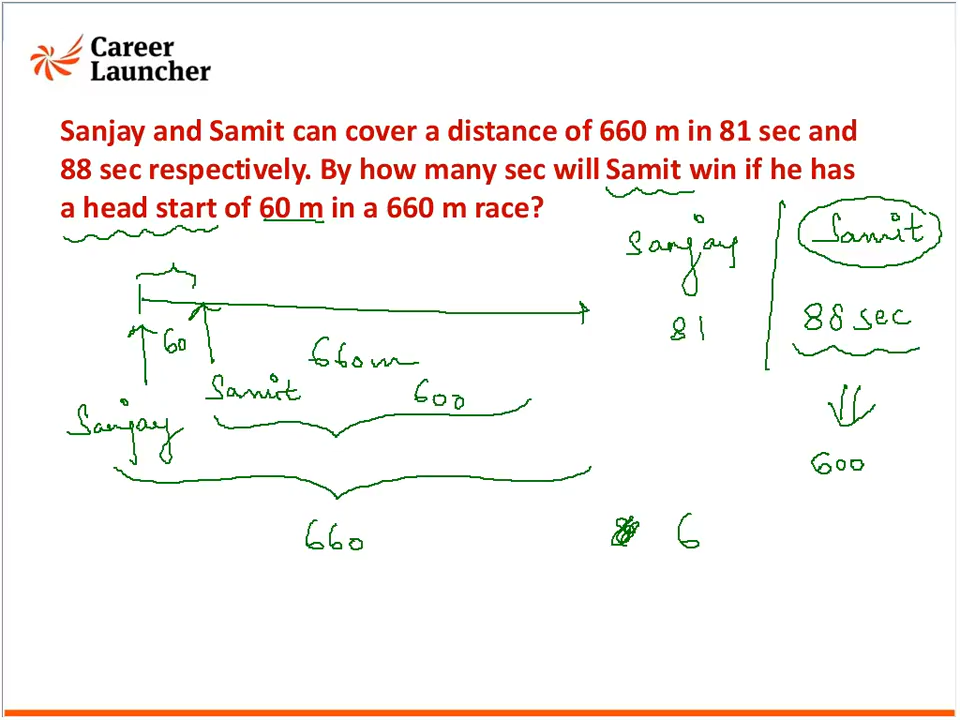 Career
Launcher
Sanjay and Samit can cover a distance of 660 m in 81 sec and
88 sec respectively. By how many sec will Samit win if he has
a head start of 60 m in a 660 m race?
Sanjay Samit
81 88 sec
60 660m
Samit 600
Sanjay
600
660 6